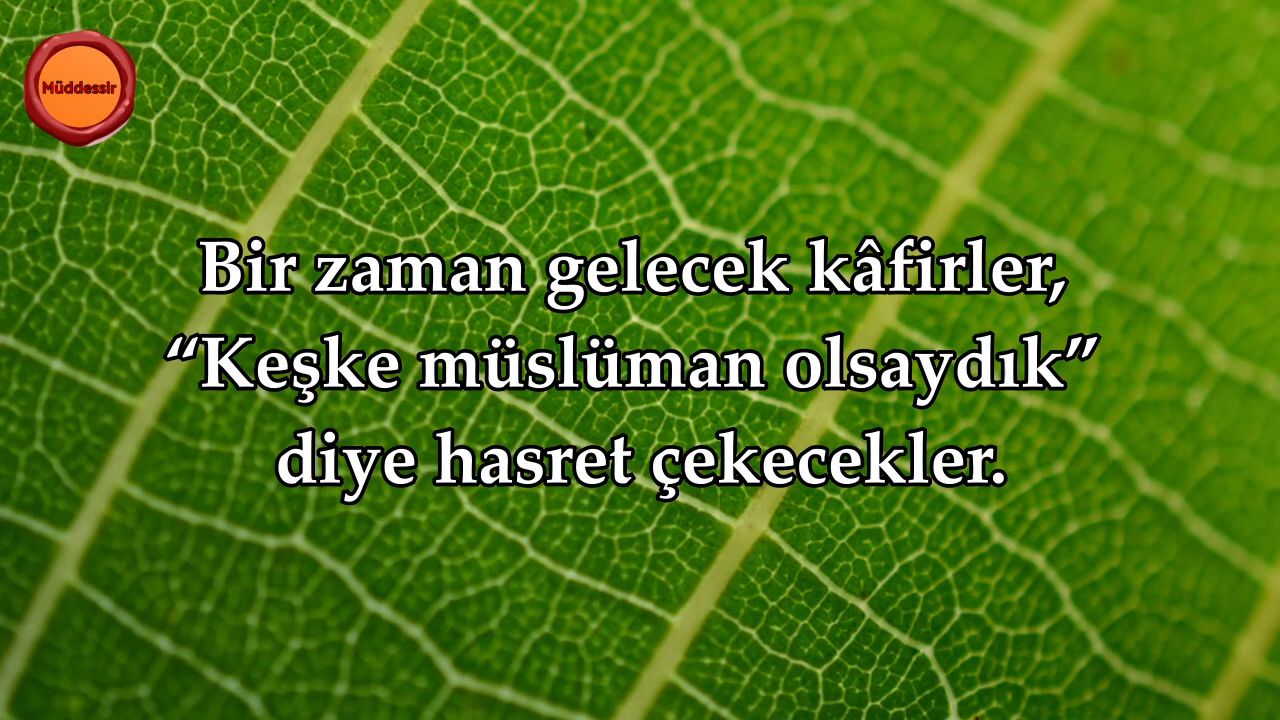 Müddessir
Bir zaman gelecek kâfirler,
“Keşke müslüman olsaydık”
diye hasret çekecekler.